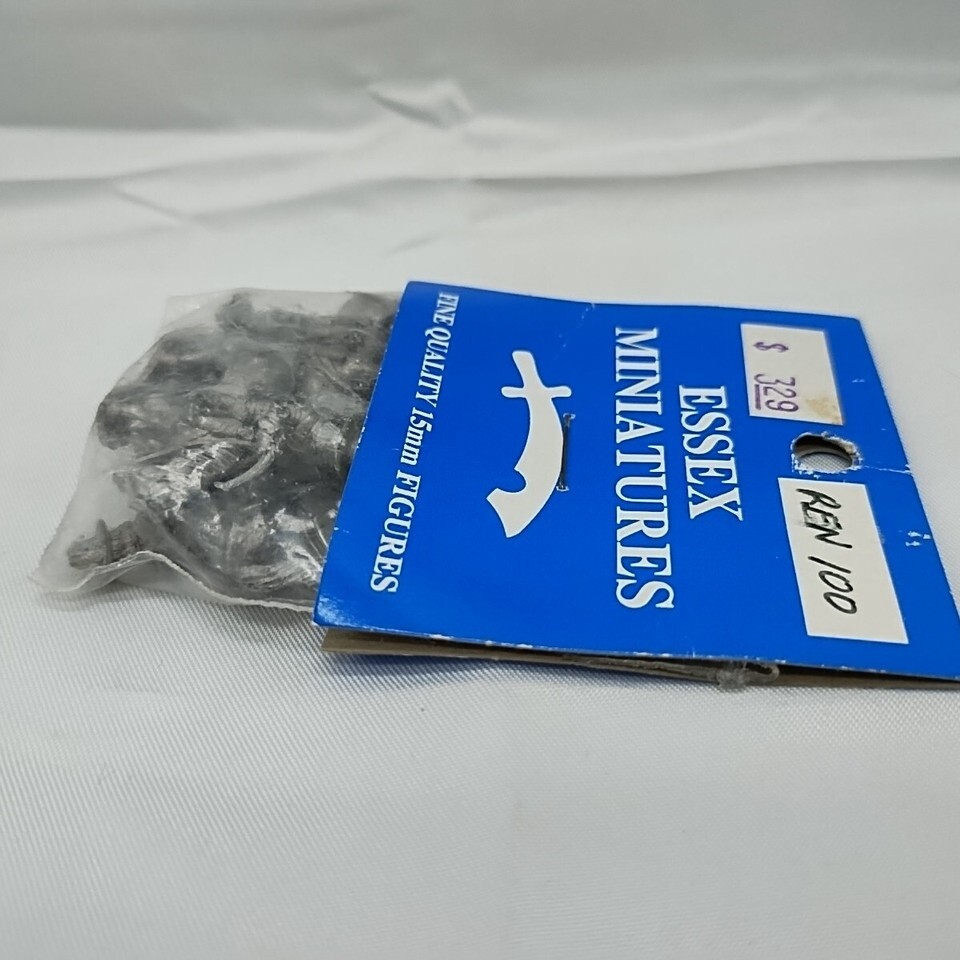 $ 329
REN 100
ESSEX
MINIATURES
FINE QUALITY 15mm FIGURES